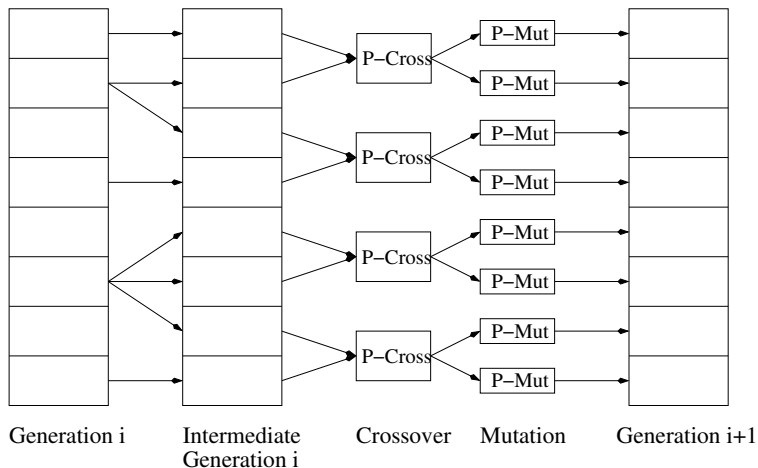 P-Mut
P-Cross
P-Mut
P-Mut
P-Cross
P-Mut
P-Mut
P-Cross
P-Mut
P-Mut
P-Cross
P-Mut
Generation i
Intermediate
Generation i
Crossover
Mutation
Generation i+1